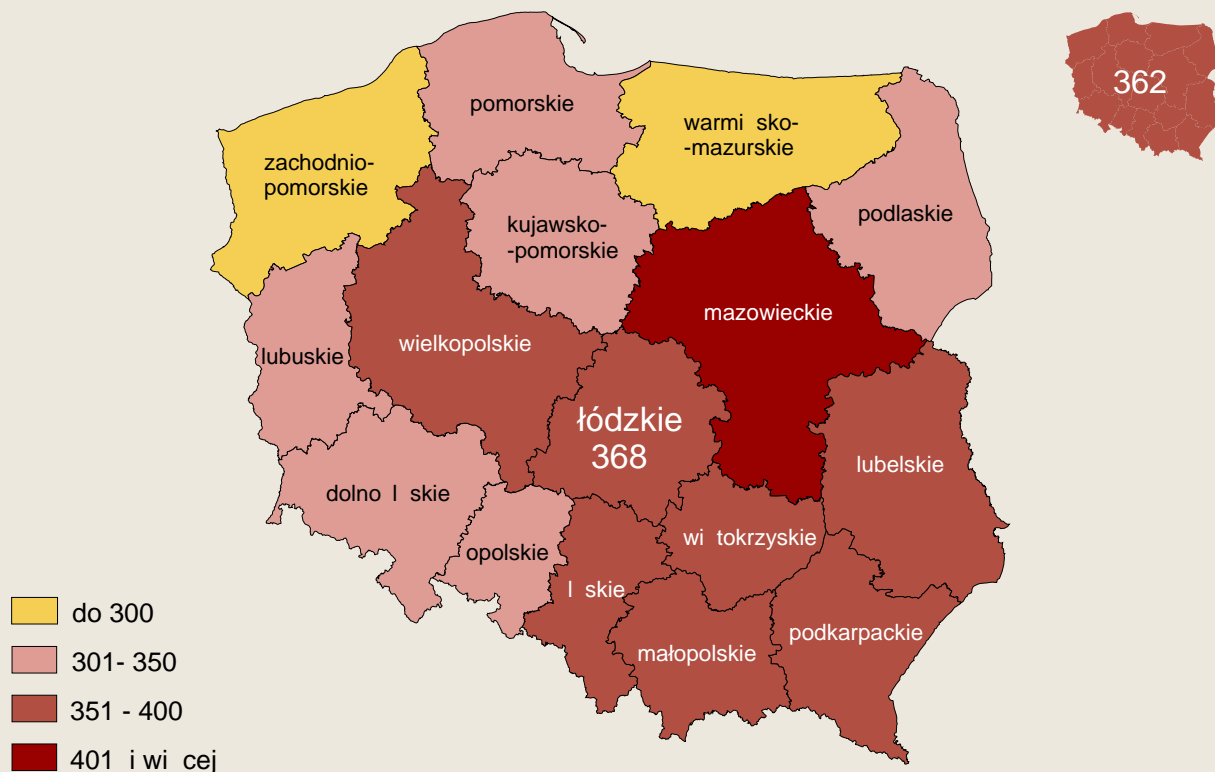 362
pomorskie
warmi sko-
-mazurskie
zachodnio-
pomorskie
podlaskie
kujawsko-
-pomorskie
mazowieckie
wielkopolskie
lubuskie
łódzkie
368
lubelskie
dolno l skie
wi tokrzyskie
opolskie
l skie
podkarpackie
małopolskie
do 300
301- 350
351 - 400
401 i wi cej